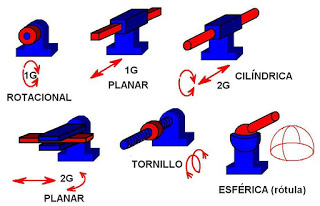 1G
ROTACIONAL
1G
PLANAR
CILÍNDRICA
2G
2G
PLANAR
TORNILLO
ESFÉRICA (rótula)